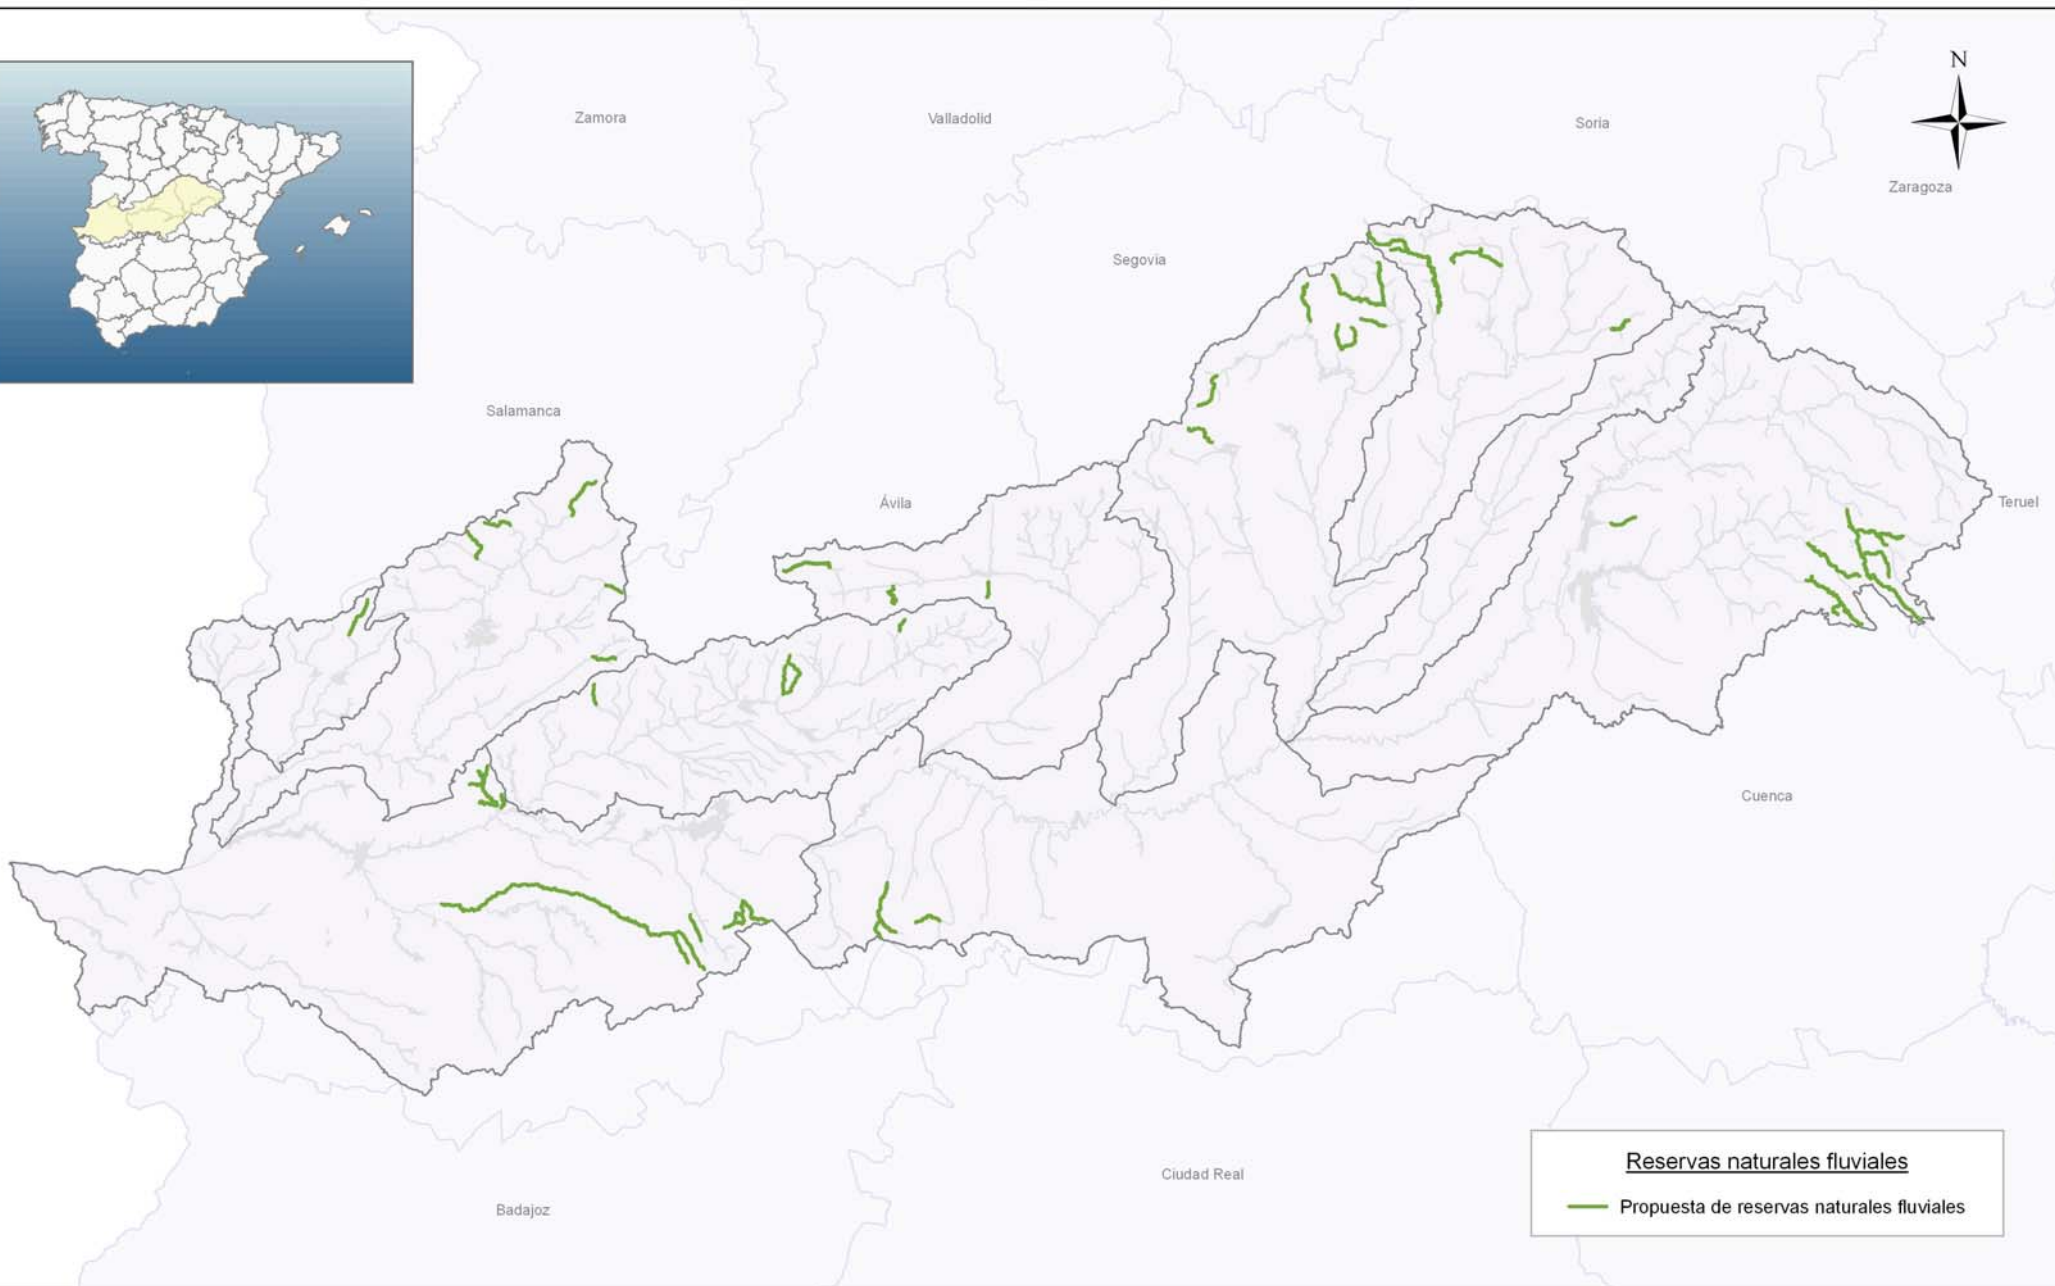 N
Zamora
Valladolid
Soria
Zaragoza
Segovia
Salamanca
Ávila
Teruel
Cuenca
Ciudad Real
Badajoz
Reservas naturales fluviales
Propuesta de reservas naturales fluviales